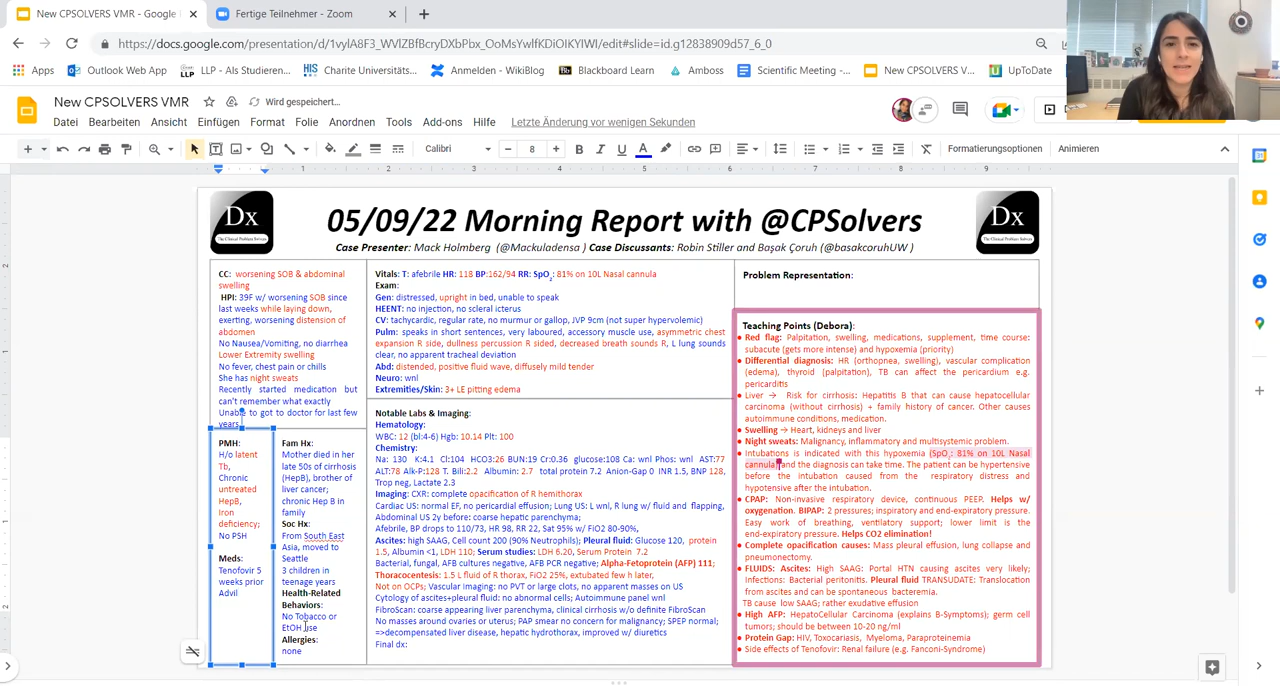 New CPSOLVERS VMR - Google
Fertige Teilnehmer - Zoom
https://docs.google.com/presentation/d/1vylA8F3_WVlZBfBcryDXbPbx_OoMsYwlfKDiOIKYIWI/edit#slide=id.g12838909d57_6_0
Apps
Outlook Web App
LLP - Als Studieren...
Charite Universitäts...
Anmelden - WikiBlog
Blackboard Learn
Amboss
Scientific Meeting -...
New CPSOLVERS V...
UpToDate
New CPSOLVERS VMR
Wird gespeichert...
Datei Bearbeiten Ansicht Einfügen Format Folie Anordnen Tools Add-ons Hilfe Letzte Änderung vor wenigen Sekunden
Calibri
8
Formatierungsoptionen
Animieren
1 2 3 4 5 6 7 8 9
Dx
The Clinical Problem Solvers
05/09/22 Morning Report with @CPSolvers
Case Presenter: Mack Holmberg (@Mackuladensa ) Case Discussants: Robin Stiller and Başak Çoruh (@basakcoruhUW )
Dx
The Clinical Problem Solvers
CC: worsening SOB & abdominal
swelling
HPI: 39F w/ worsening SOB since
last weeks while laying down,
exerting, worsening distension of
abdomen
No Nausea/Vomiting, no diarrhea
Lower Extremity swelling
No fever, chest pain or chills
She has night sweats
Recently started medication but
can't remember what exactly
Unable to got to doctor for last few
years
PMH:
H/o latent
Tb,
Chronic
untreated
HepB,
Iron
deficiency;
No PSH
Meds:
Tenofovir 5
weeks prior
Advil
Fam Hx:
Mother died in her
late 50s of cirrhosis
(HepB), brother of
liver cancer;
chronic Hep B in
family
Soc Hx:
From South East
Asia, moved to
Seattle
3 children in
teenage years
Health-Related
Behaviors:
No Tobacco or
EtOH use
Allergies:
none
Vitals: T: afebrile HR: 118 BP:162/94 RR: SpO2: 81% on 10L Nasal cannula
Exam:
Gen: distressed, upright in bed, unable to speak
HEENT: no injection, no scleral icterus
CV: tachycardic, regular rate, no murmur or gallop, JVP 9cm (not super hypervolemic)
Pulm: speaks in short sentences, very laboured, accessory muscle use, asymmetric chest
expansion R side, dullness percussion R sided, decreased breath sounds R, L lung sounds
clear, no apparent tracheal deviation
Abd: distended, positive fluid wave, diffusely mild tender
Neuro: wnl
Extremities/Skin: 3+ LE pitting edema
Notable Labs & Imaging:
Hematology:
WBC: 12 (bl:4-6) Hgb: 10.14 Plt: 100
Chemistry:
Na: 130 K:4.1 Cl:104 HCO3:26 BUN:19 Cr:0.36 glucose:108 Ca: wnl Phos: wnl AST:77
ALT:78 Alk-P:128 T. Bili:2.2 Albumin: 2.7 total protein 7.2 Anion-Gap 0 INR 1.5, BNP 128,
Trop neg, Lactate 2.3
Imaging: CXR: complete opacification of R hemithorax
Cardiac US: normal EF, no pericardial effusion; Lung US: L wnl, R lung w/ fluid and flapping,
Abdominal US 2y before: coarse hepatic parenchyma;
Afebrile, BP drops to 110/73, HR 98, RR 22, Sat 95% w/ FiO2 80-90%,
Ascites: high SAAG, Cell count 200 (90% Neutrophils); Pleural fluid: Glucose 120, protein
1.5, Albumin <1, LDH 110; Serum studies: LDH 6.20, Serum Protein 7.2
Bacterial, fungal, AFB cultures negative, AFB PCR negative; Alpha-Fetoprotein (AFP) 111;
Thoracocentesis: 1.5 L fluid of R thorax, FiO2 25%, extubated few h later,
Not on OCPs; Vascular Imaging: no PVT or large clots, no apparent masses on US
Cytology of ascites+pleural fluid: no abnormal cells; Autoimmune panel wnl
FibroScan: coarse appearing liver parenchyma, clinical cirrhosis w/o definite FibroScan
No masses around ovaries or uterus; PAP smear no concern for malignancy; SPEP normal;
=>decompensated liver disease, hepatic hydrothorax, improved w/ diuretics
Final dx:
Problem Representation:
Teaching Points (Debora):
● Red flag: Palpitation, swelling, medications, supplement, time course:
subacute (gets more intense) and hypoxemia (priority)
● Differential diagnosis: HR (orthopnea, swelling), vascular complication
(edema), thyroid (palpitation), TB can affect the pericardium e.g.
pericarditis
● Liver → Risk for cirrhosis: Hepatitis B that can cause hepatocellular
carcinoma (without cirrhosis) + family history of cancer. Other causes
autoimmune conditions, medication.
● Swelling → Heart, kidneys and liver
● Night sweats: Malignancy, inflammatory and multisystemic problem.
● Intubations is indicated with this hypoxemia (SpO2: 81% on 10L Nasal
cannula) and the diagnosis can take time. The patient can be hypertensive
before the intubation caused from the respiratory distress and
hypotensive after the intubation.
● CPAP: Non-invasive respiratory device, continuous PEEP. Helps w/
oxygenation. BIPAP: 2 pressures; inspiratory and end-expiratory pressure.
Easy work of breathing, ventilatory support; lower limit is the
end-expiratory pressure. Helps CO2 elimination!
● Complete opacification causes: Mass pleural effusion, lung collapse and
pneumonectomy.
● FLUIDS: Ascites: High SAAG: Portal HTN causing ascites very likely;
Infections: Bacterial peritonitis. Pleural fluid TRANSUDATE: Translocation
from ascites and can be spontaneous bacteremia.
TB cause low SAAG; rather exudative effusion
● High AFP: HepatoCellular Carcinoma (explains B-Symptoms); germ cell
tumors; should be between 10-20 ng/ml
● Protein Gap: HIV, Toxocariasis, Myeloma, Paraproteinemia
● Side effects of Tenofovir: Renal failure (e.g. Fanconi-Syndrome)